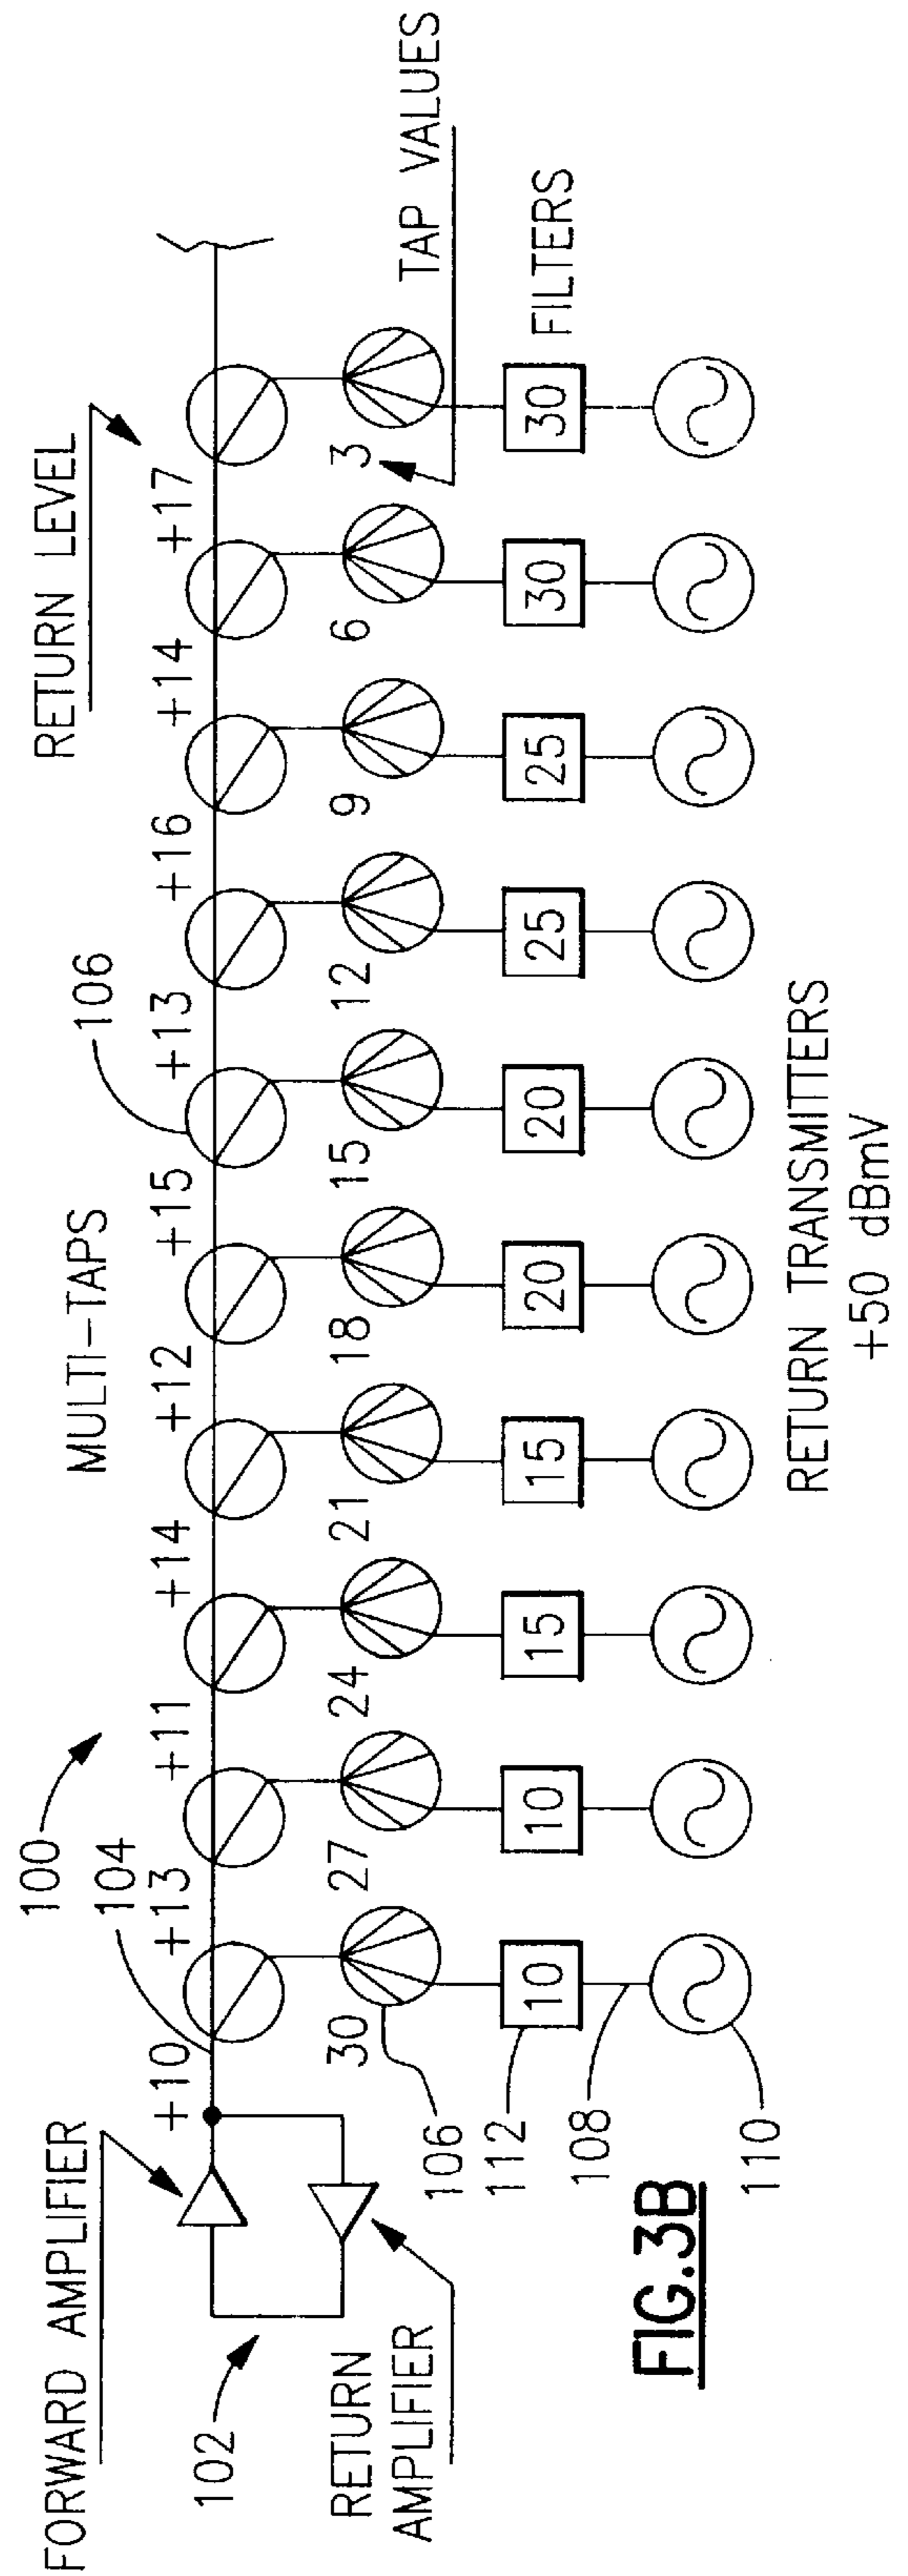 FORWARD AMPLIFIER
100
104
MULTI-TAPS
106
RETURN LEVEL
+10 +13 +11 +14 +12 +15 +13 +16 +14 +17
TAP VALUES
102
30 27 24 21 18 15 12 9 6 3
RETURN
AMPLIFIER
106
112
10 10 15 15 20 20 25 25 30 30
FILTERS
108
110
RETURN TRANSMITTERS
+50 dBmV
FIG.3B